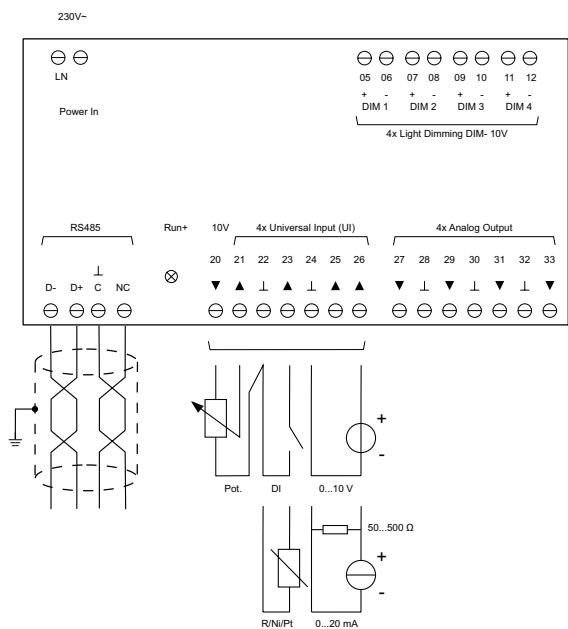 230V~
LN
Power In
05 06 07 08 09 10 11 12
+ - + - + - + -
DIM 1 DIM 2 DIM 3 DIM 4
4x Light Dimming DIM- 10V
RS485 Run+ 10V 4x Universal Input (UI) 4x Analog Output
20 21 22 23 24 25 26 27 28 29 30 31 32 33
D- D+ C NC
+
-
Pot. DI 0...10 V
50...500 Ω
+
-
R/Ni/Pt 0...20 mA